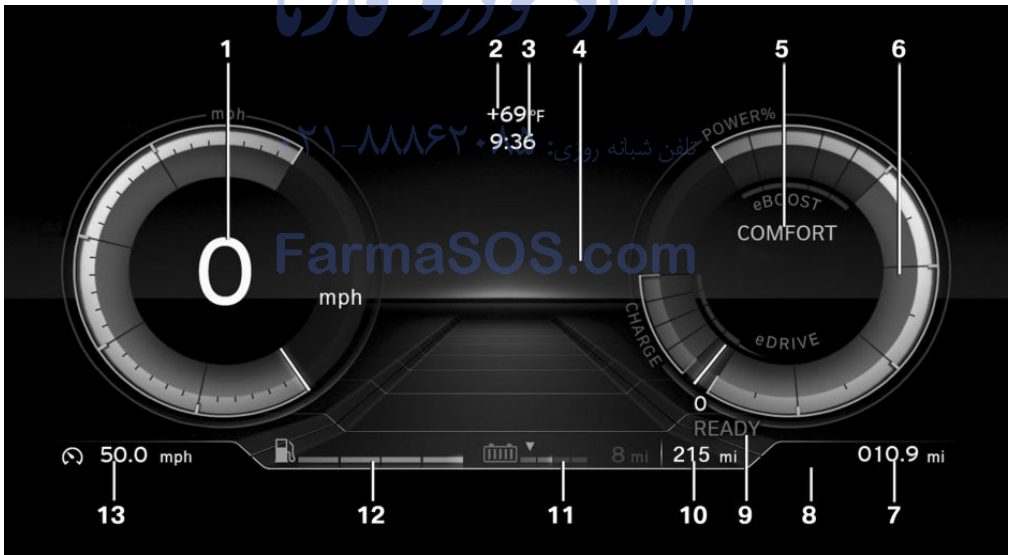 امداد خودرو فارما
1 2 3 4 5 6
mph
+69°F
9:36
تلفن شبانه روزی: ۰۲۱-۸۸۸۶۲۰۸۵
POWER%
eBOOST
COMFORT
0
mph
FarmaSOS.com
CHARGE
eDRIVE
0
READY
50.0 mph
8 mi
215 mi
010.9 mi
13 12 11 10 9 8 7